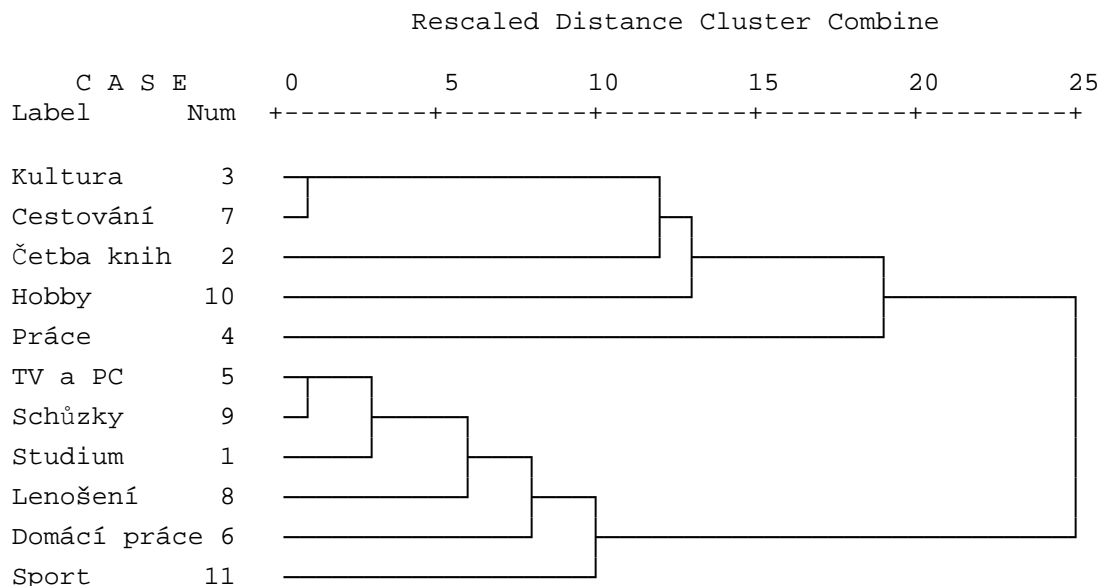 Rescaled Distance Cluster Combine
C A S E 0 5 10 15 20 25
Label Num +---------+---------+---------+---------+---------+
Kultura 3
Cestování 7
Četba knih 2
Hobby 10
Práce 4
TV a PC 5
Schůzky 9
Studium 1
Lenošení 8
Domácí práce 6
Sport 11